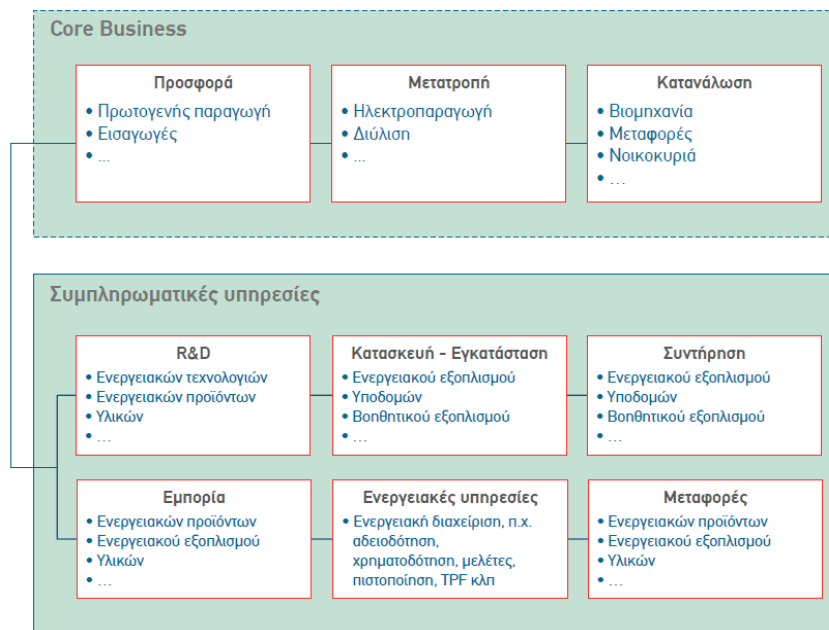 Core Business
Προσφορά
• Πρωτογενής παραγωγή
• Εισαγωγές
• ...
Μετατροπή
• Ηλεκτροπαραγωγή
• Διύλιση
• ...
Κατανάλωση
• Βιομηχανία
• Μεταφορές
• Νοικοκυριά
• ...
Συμπληρωματικές υπηρεσίες
R&D
• Ενεργειακών τεχνολογιών
• Ενεργειακών προϊόντων
• Υλικών
• ...
Κατασκευή - Εγκατάσταση
• Ενεργειακού εξοπλισμού
• Υποδομών
• Βοηθητικού εξοπλισμού
• ...
Συντήρηση
• Ενεργειακού εξοπλισμού
• Υποδομών
• Βοηθητικού εξοπλισμού
• ...
Εμπορία
• Ενεργειακών προϊόντων
• Ενεργειακού εξοπλισμού
• Υλικών
• ...
Ενεργειακές υπηρεσίες
• Ενεργειακή διαχείριση, π.χ.
αδειοδότηση,
χρηματοδότηση, μελέτες,
πιστοποίηση, TPF κλπ
Μεταφορές
• Ενεργειακών προϊόντων
• Ενεργειακού εξοπλισμού
• Υλικών
• ...